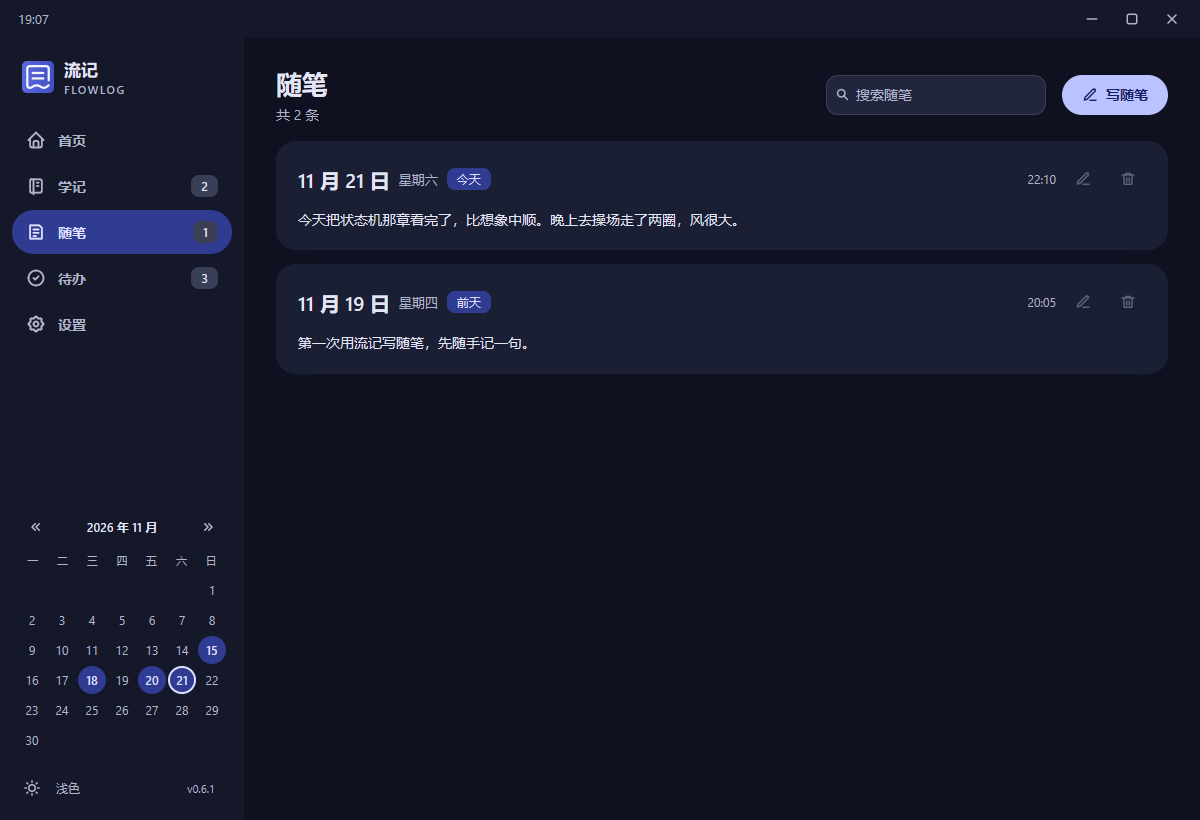 19:07
流记
FLOWLOG
首页
学记 2
随笔 1
待办 3
设置
2026 年 11 月
一 二 三 四 五 六 日
1
2 3 4 5 6 7 8
9 10 11 12 13 14 15
16 17 18 19 20 21 22
23 24 25 26 27 28 29
30
浅色 v0.6.1
随笔
共 2 条
搜索随笔
写随笔
11 月 21 日 星期六 今天 22:10
今天把状态机那章看完了，比想象中顺。晚上去操场走了两圈，风很大。
11 月 19 日 星期四 前天 20:05
第一次用流记写随笔，先随手记一句。